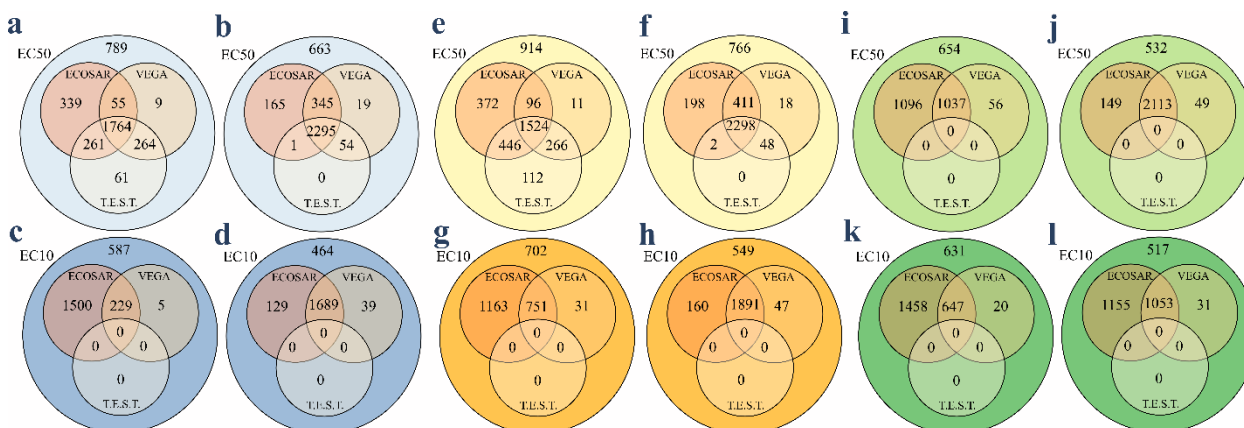 a
EC50
789
ECOSAR
VEGA
339
55
9
1764
261
264
61
T.E.S.T.
b
663
ECOSAR
VEGA
165
345
19
2295
1
54
0
T.E.S.T.
e
EC50
914
ECOSAR
VEGA
372
96
11
1524
446
266
112
T.E.S.T.
f
766
ECOSAR
VEGA
198
411
18
2298
2
48
0
T.E.S.T.
i
EC50
654
ECOSAR
VEGA
1096
1037
56
0
0
0
0
T.E.S.T.
j
532
ECOSAR
VEGA
149
2113
49
0
0
0
0
T.E.S.T.
c
EC10
587
ECOSAR
VEGA
1500
229
5
0
0
0
0
T.E.S.T.
d
464
ECOSAR
VEGA
129
1689
39
0
0
0
0
T.E.S.T.
g
EC10
702
ECOSAR
VEGA
1163
751
31
0
0
0
0
T.E.S.T.
h
549
ECOSAR
VEGA
160
1891
47
0
0
0
0
T.E.S.T.
k
EC10
631
ECOSAR
VEGA
1458
647
20
0
0
0
0
T.E.S.T.
l
517
ECOSAR
VEGA
1155
1053
31
0
0
0
0
T.E.S.T.